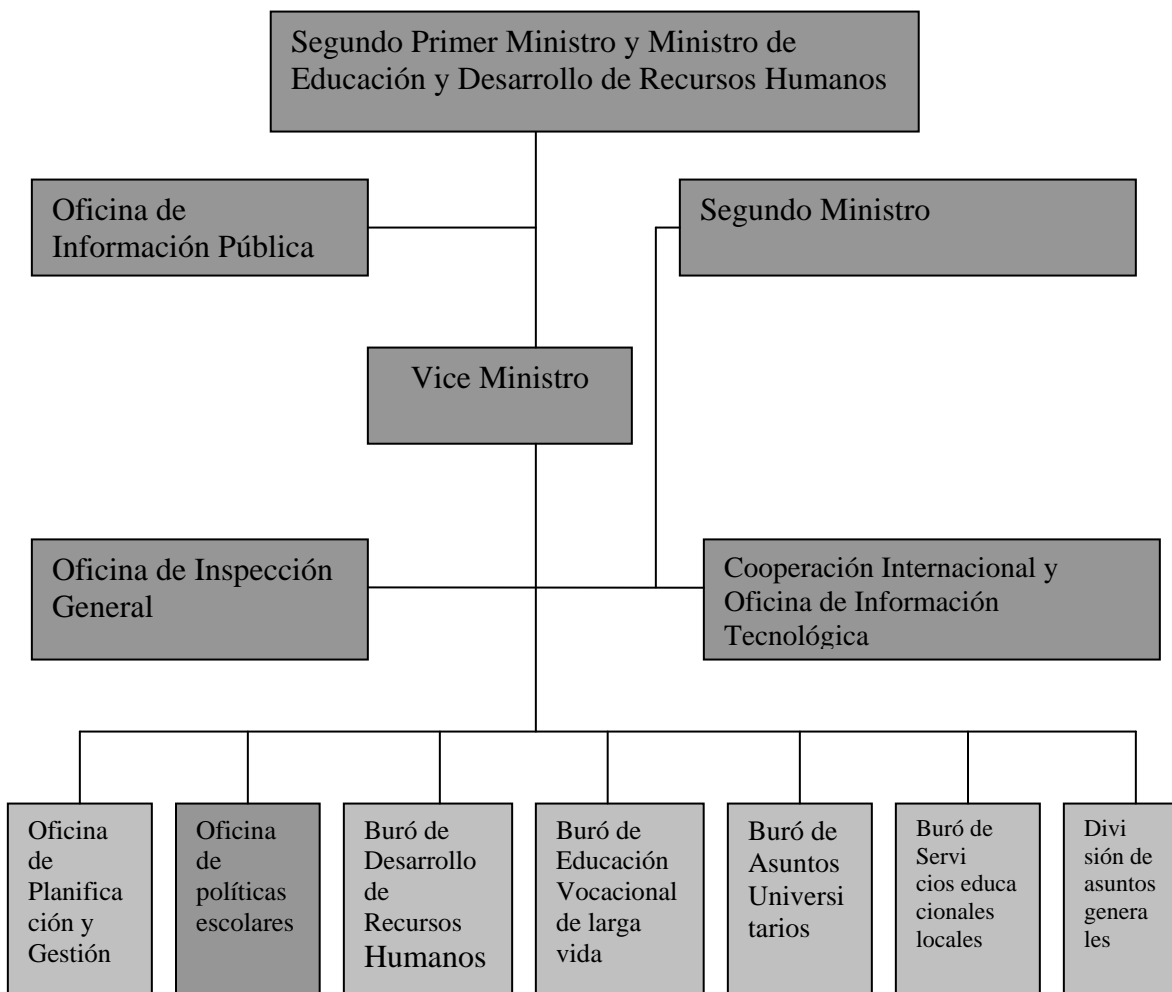 Segundo Primer Ministro y Ministro de
Educación y Desarrollo de Recursos Humanos
Oficina de
Información Pública
Segundo Ministro
Vice Ministro
Oficina de Inspección
General
Cooperación Internacional y
Oficina de Información
Tecnológica
Oficina
de
Planifica
ción y
Gestión
Oficina
de
políticas
escolares
Buró de
Desarrollo
de
Recursos
Humanos
Buró de
Educación
Vocacional
de larga
vida
Buró de
Asuntos
Universi
tarios
Buró de
Servi
cios educa
cionales
locales
Divi
sión de
asuntos
genera
les